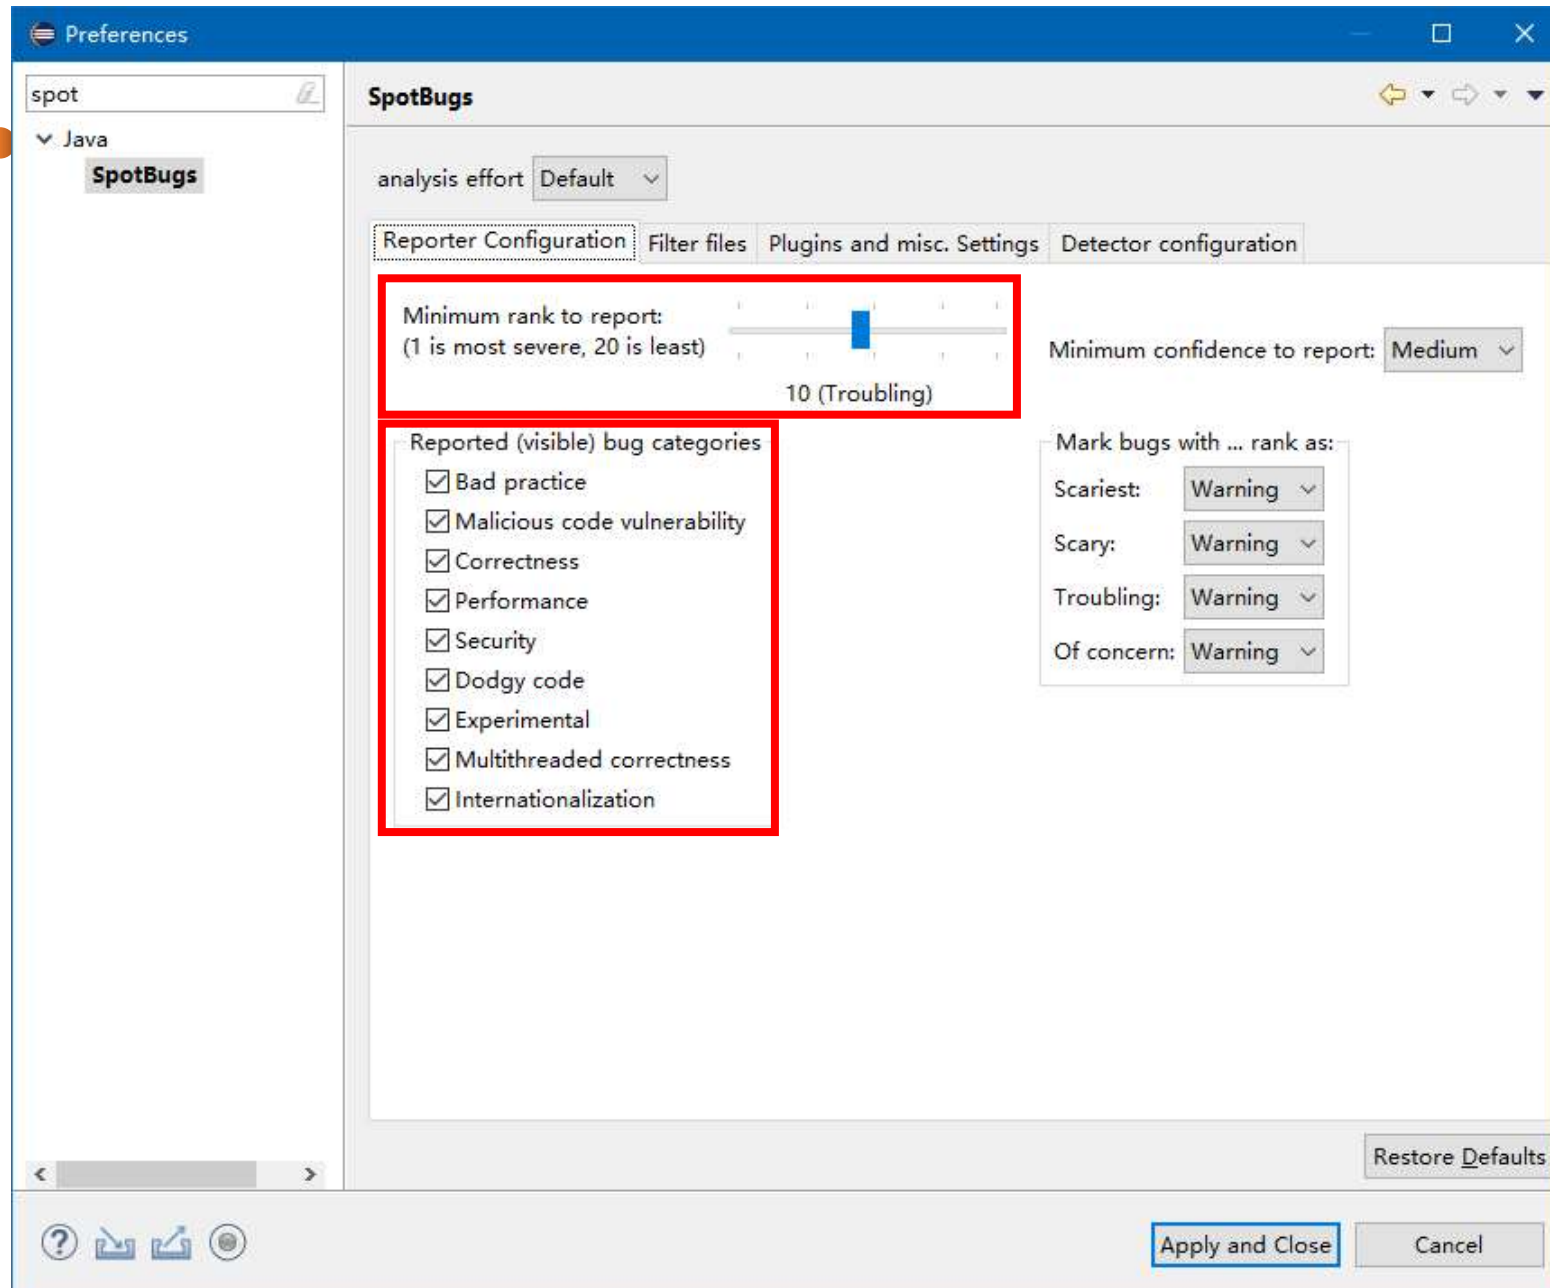 Preferences
spot
Java
SpotBugs
SpotBugs
analysis effort Default
Reporter Configuration Filter files Plugins and misc. Settings Detector configuration
Minimum rank to report:
(1 is most severe, 20 is least)
10 (Troubling)
Minimum confidence to report: Medium
Reported (visible) bug categories
Bad practice
Malicious code vulnerability
Correctness
Performance
Security
Dodgy code
Experimental
Multithreaded correctness
Internationalization
Mark bugs with ... rank as:
Scariest: Warning
Scary: Warning
Troubling: Warning
Of concern: Warning
Restore Defaults
Apply and Close Cancel